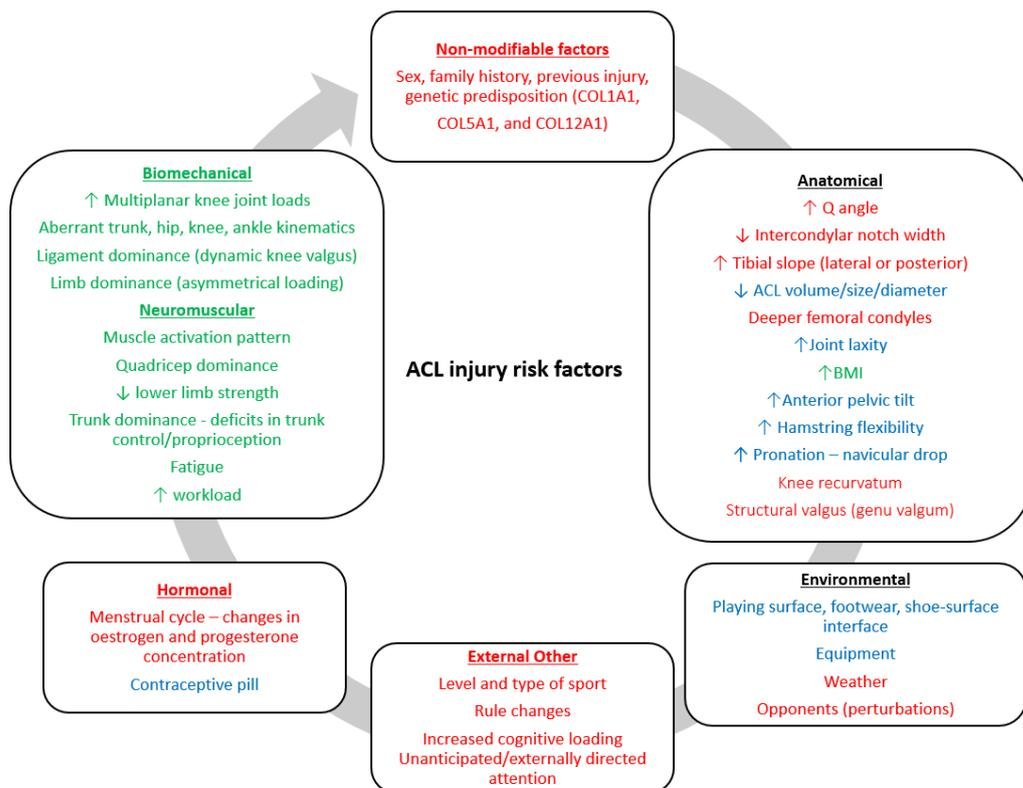 Non-modifiable factors
Sex, family history, previous injury,
genetic predisposition (COL1A1,
COL5A1, and COL12A1)
Anatomical
↑ Q angle
↓ Intercondylar notch width
↑ Tibial slope (lateral or posterior)
↓ ACL volume/size/diameter
Deeper femoral condyles
↑Joint laxity
↑BMI
↑Anterior pelvic tilt
↑ Hamstring flexibility
↑ Pronation – navicular drop
Knee recurvatum
Structural valgus (genu valgum)
Environmental
Playing surface, footwear, shoe-surface
interface
Equipment
Weather
Opponents (perturbations)
External Other
Level and type of sport
Rule changes
Increased cognitive loading
Unanticipated/externally directed
attention
Hormonal
Menstrual cycle – changes in
oestrogen and progesterone
concentration
Contraceptive pill
Biomechanical
↑ Multiplanar knee joint loads
Aberrant trunk, hip, knee, ankle kinematics
Ligament dominance (dynamic knee valgus)
Limb dominance (asymmetrical loading)
Neuromuscular
Muscle activation pattern
Quadricep dominance
↓ lower limb strength
Trunk dominance - deficits in trunk
control/proprioception
Fatigue
↑ workload
ACL injury risk factors